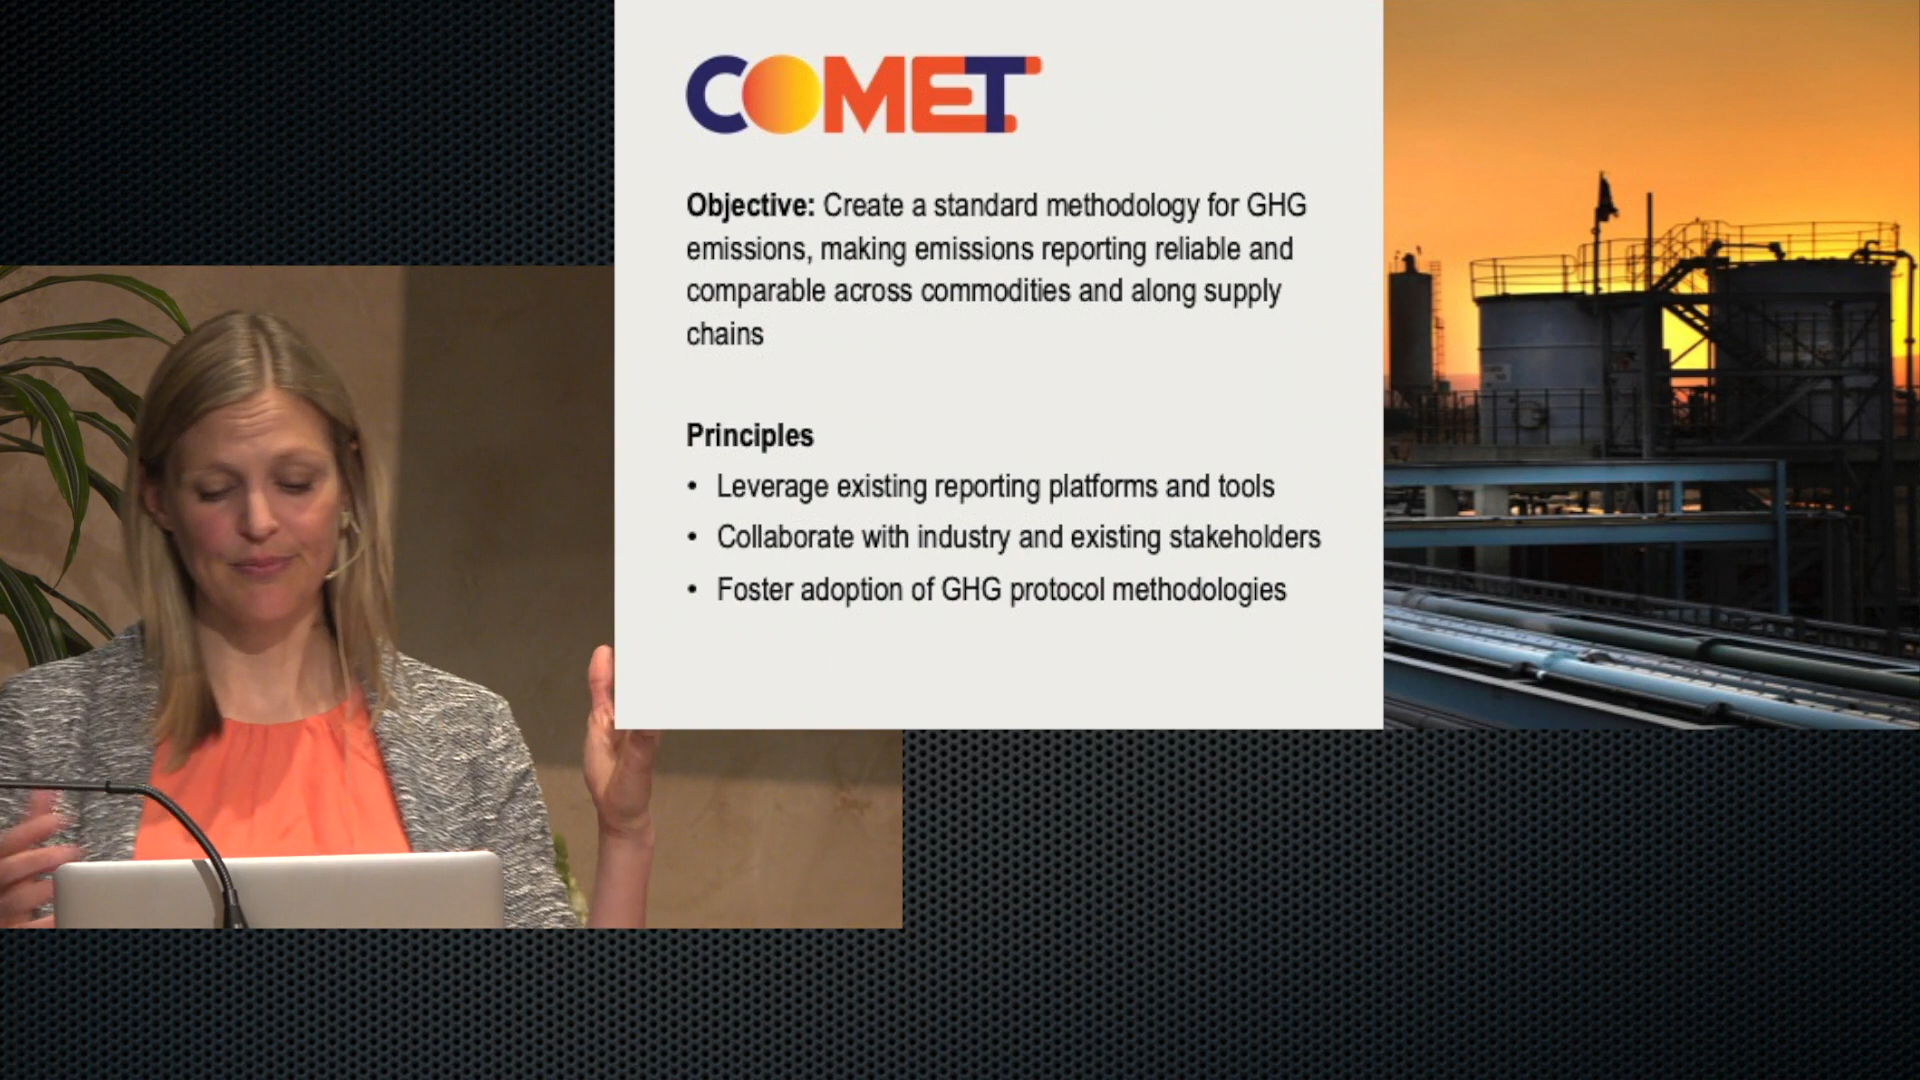 COMET
Objective: Create a standard methodology for GHG
emissions, making emissions reporting reliable and
comparable across commodities and along supply
chains
Principles
• Leverage existing reporting platforms and tools
• Collaborate with industry and existing stakeholders
• Foster adoption of GHG protocol methodologies